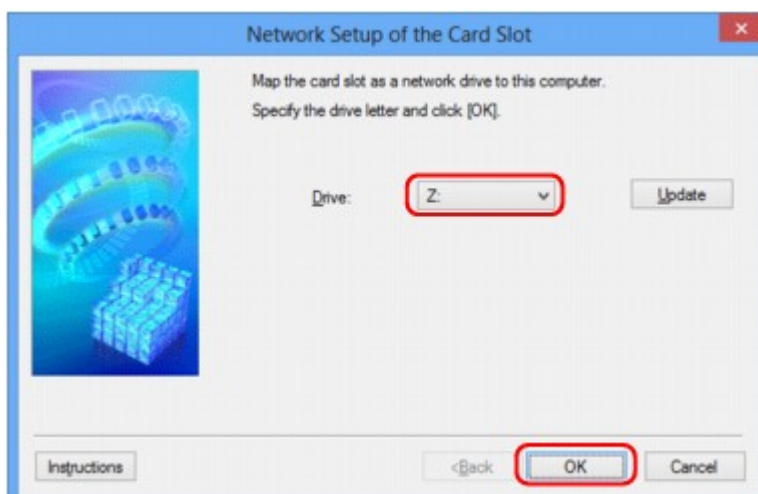 Network Setup of the Card Slot
Map the card slot as a network drive to this computer.
Specify the drive letter and click [OK].
Drive: Z: Update
Instructions <Back OK Cancel